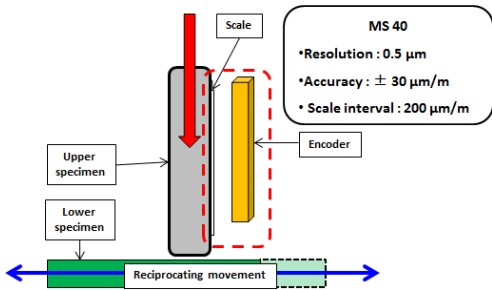 Scale
MS 40
•Resolution : 0.5 µm
•Accuracy : ± 30 µm/m
• Scale interval : 200 µm/m
Encoder
Upper
specimen
Lower
specimen
Reciprocating movement